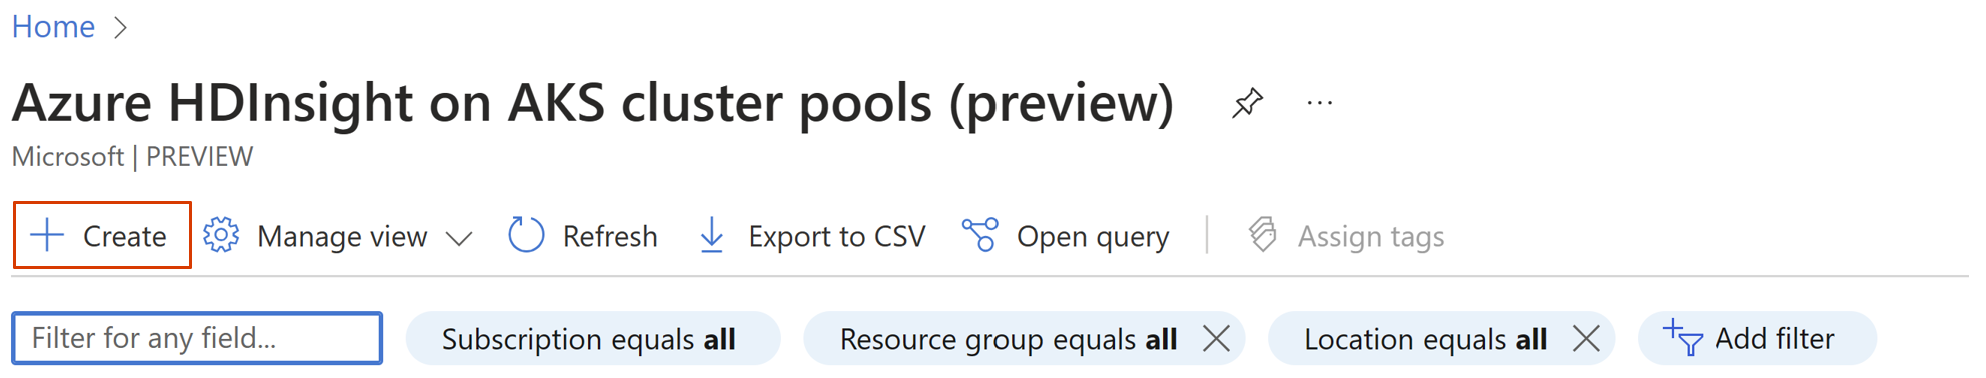 Home
Azure HDInsight on AKS cluster pools (preview) ...
Microsoft | PREVIEW
Create Manage view Refresh Export to CSV Open query Assign tags
Filter for any field... Subscription equals all Resource group equals all Location equals all Add filter